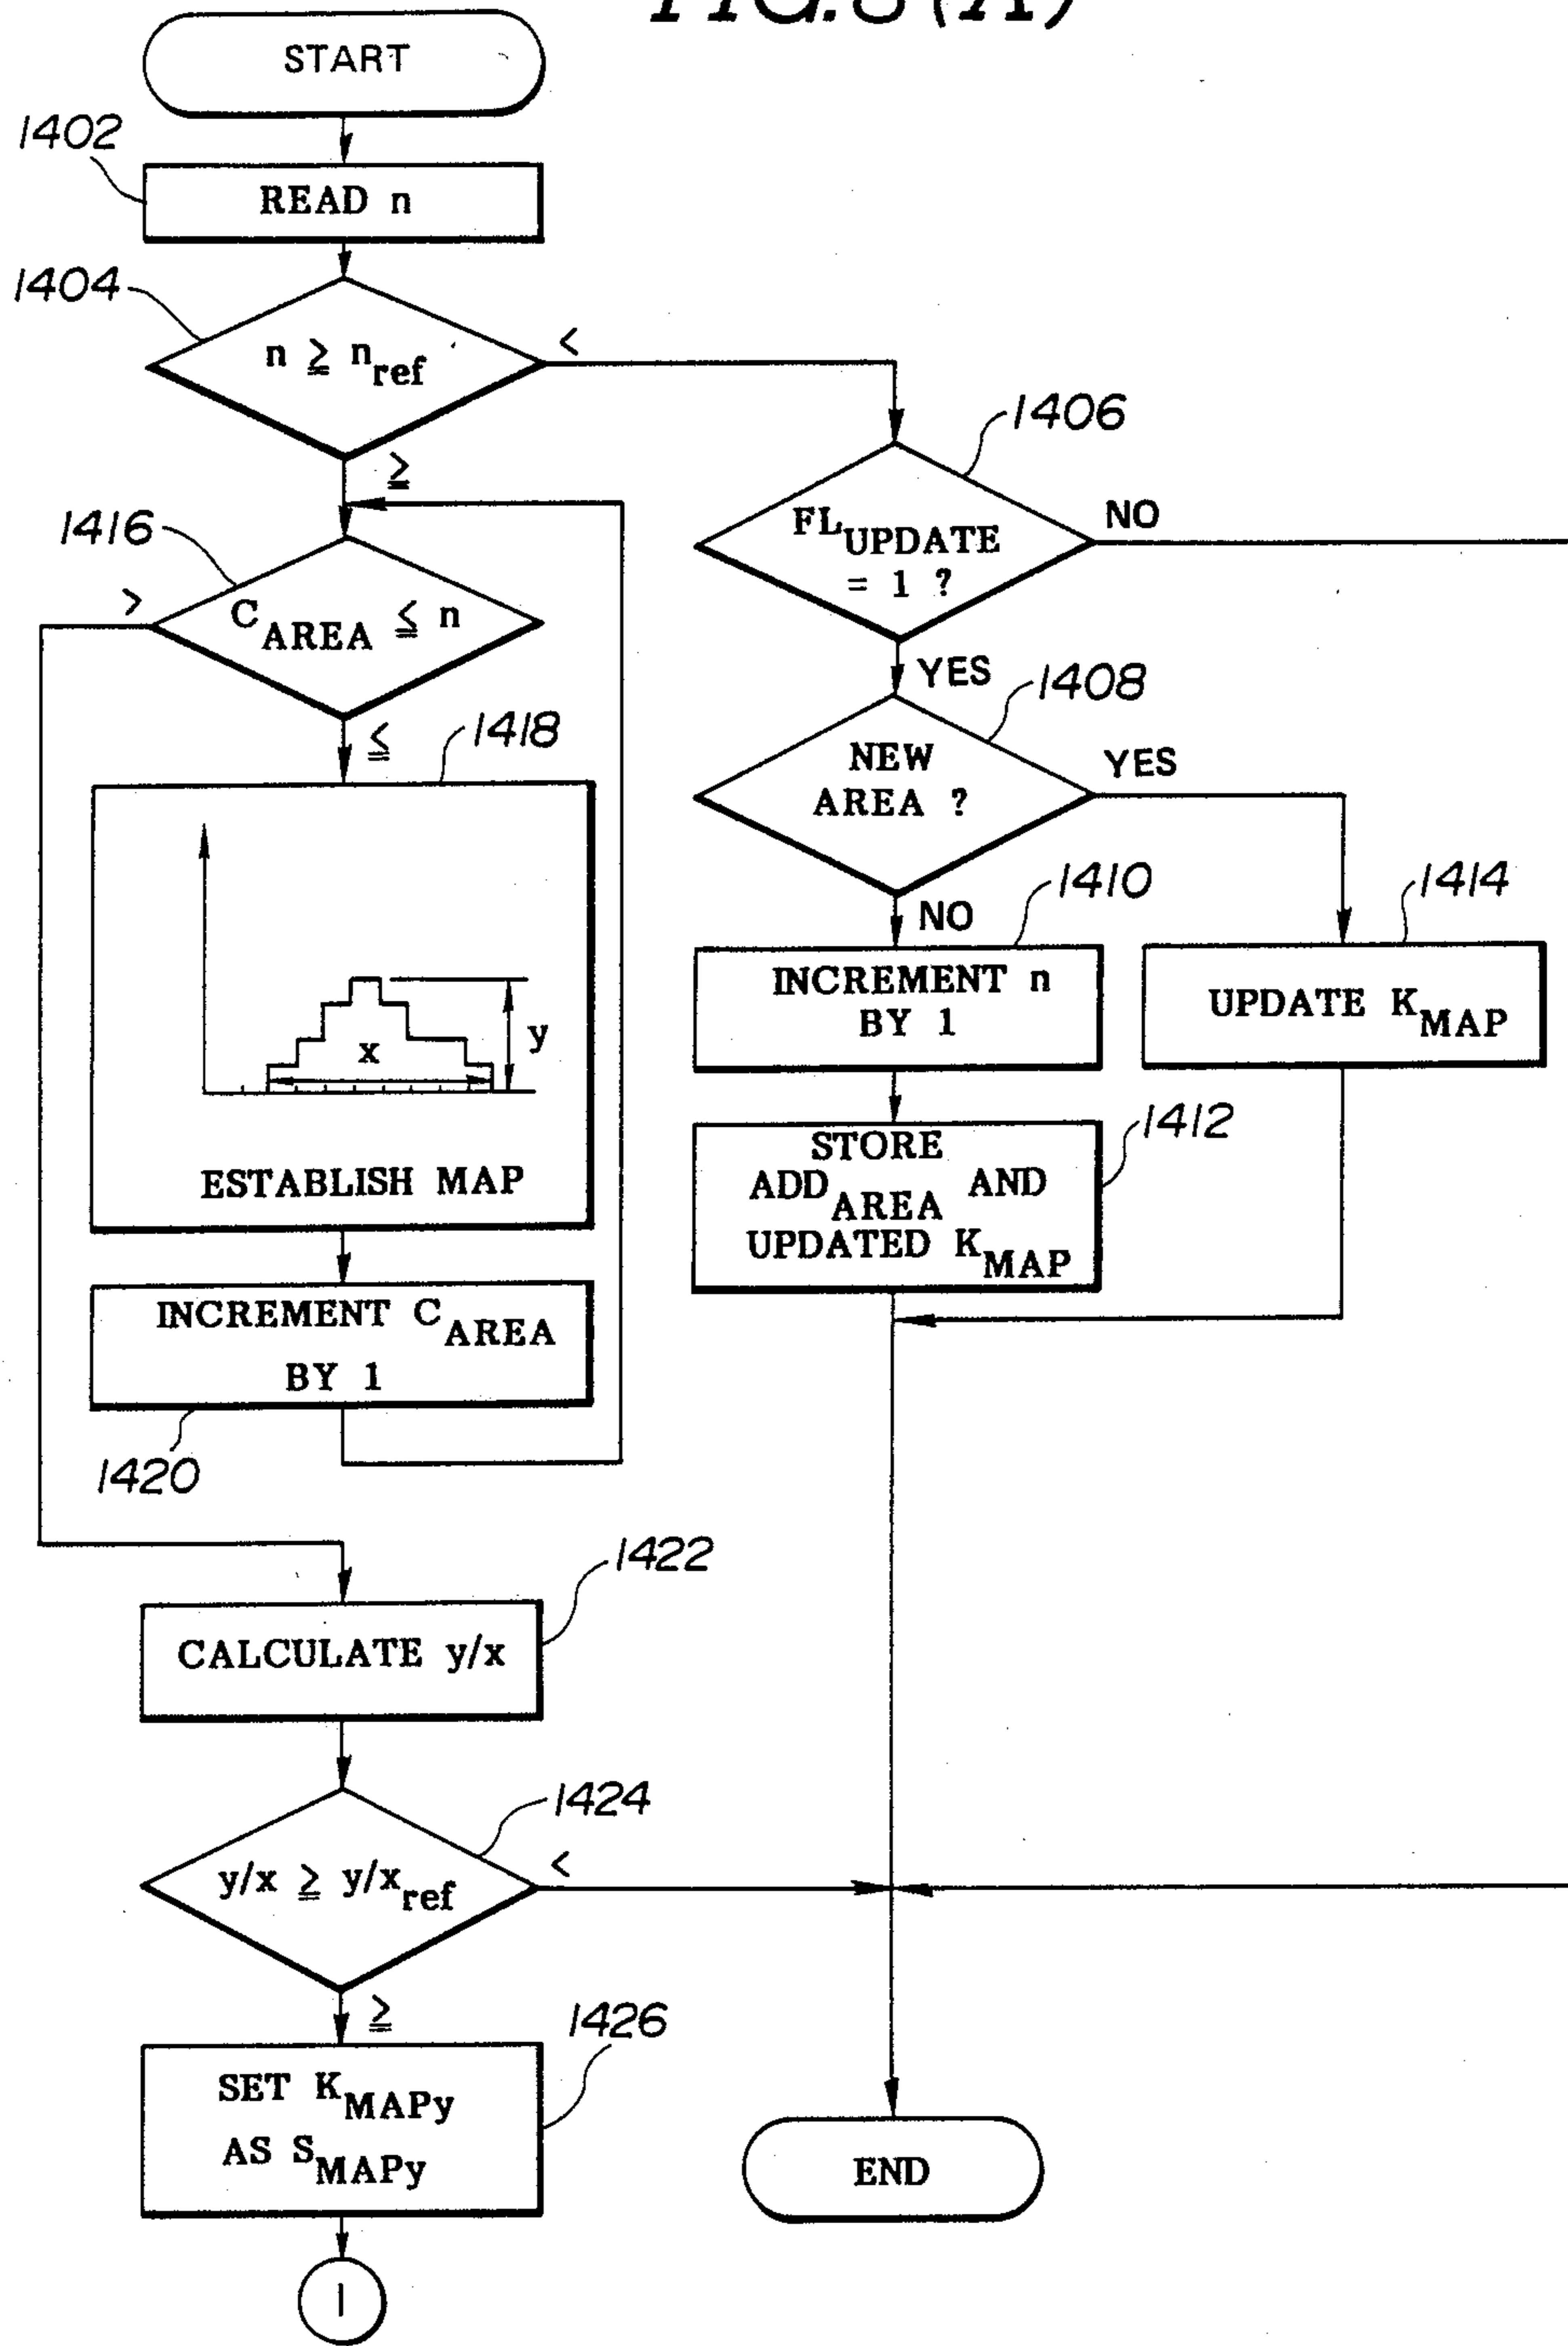 FIG. 8 (A)
START
1402
READ n
1404
n ≧ nref
<
≧
1406
FLUPDATE
= 1 ?
NO
YES
1416
>
CAREA ≦ n
≦
1408
NEW
AREA ?
YES
NO
1418
x
y
ESTABLISH MAP
1410
INCREMENT n
BY 1
1414
UPDATE KMAP
1412
STORE
ADDAREA AND
UPDATED KMAP
INCREMENT CAREA
BY 1
1420
1422
CALCULATE y/x
1424
y/x ≧ y/xref
<
≧
1426
SET KMAPy
AS SMAPy
END
1